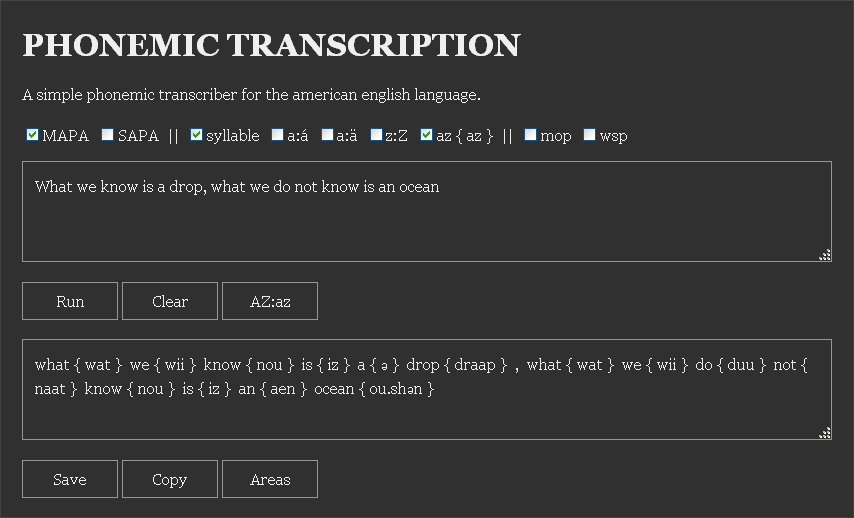 PHONEMIC TRANSCRIPTION
A simple phonemic transcriber for the american english language.
MAPA SAPA || syllable a:á a:ä z:Z az { az } || mop wsp
What we know is a drop, what we do not know is an ocean
Run Clear AZ:az
what { wat } we { wii } know { nou } is { iz } a { ə } drop { draap } , what { wat } we { wii } do { duu } not {
naat } know { nou } is { iz } an { aen } ocean { ou.shən }
Save Copy Areas